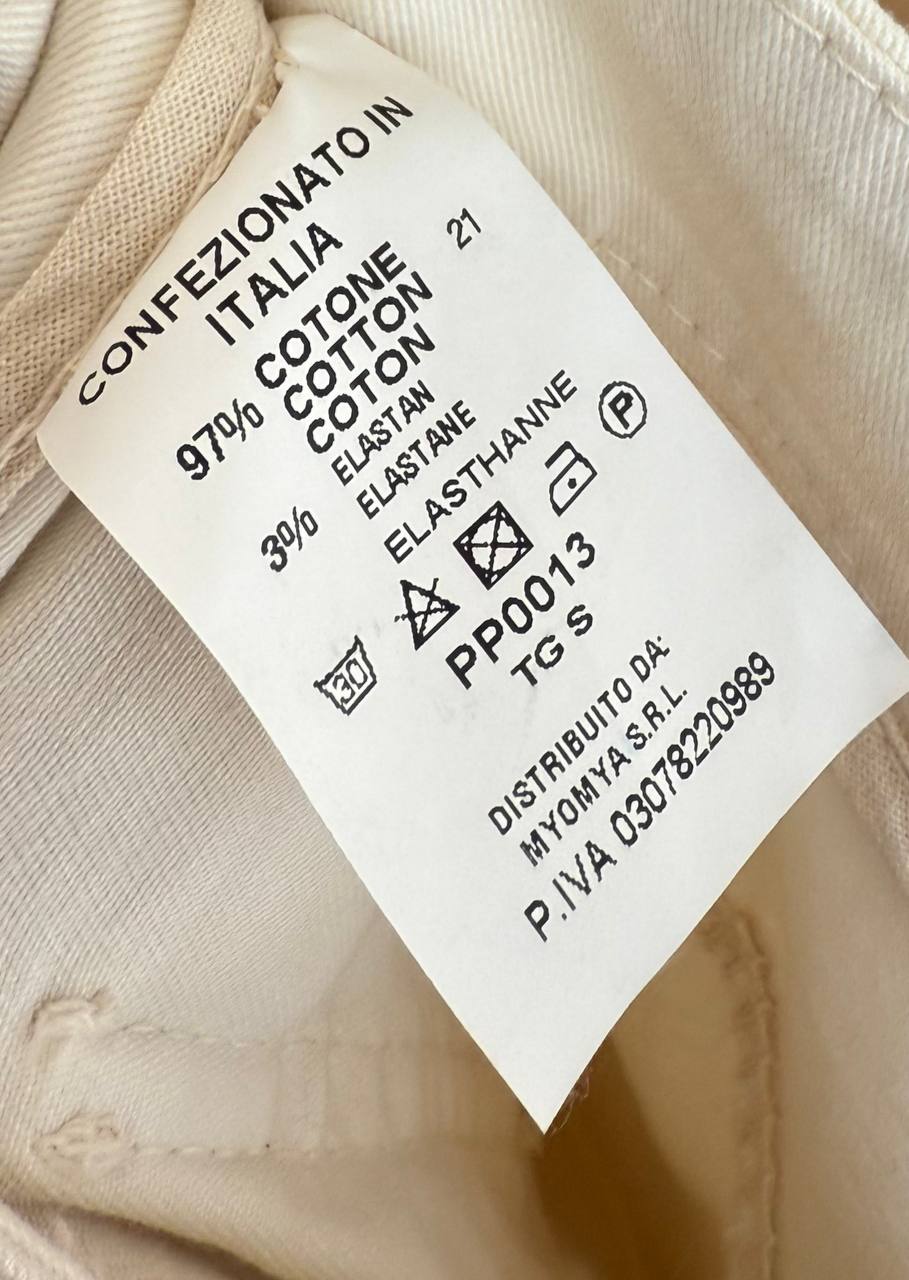 CONFEZIONATO IN
ITALIA
21
97% COTONE
COTTON
COTON
3% ELASTAN
ELASTANE
ELASTHANNE
30
P
PP0013
TG S
DISTRIBUITO DA:
MYOMYA S.R.L.
P.IVA 03078220989